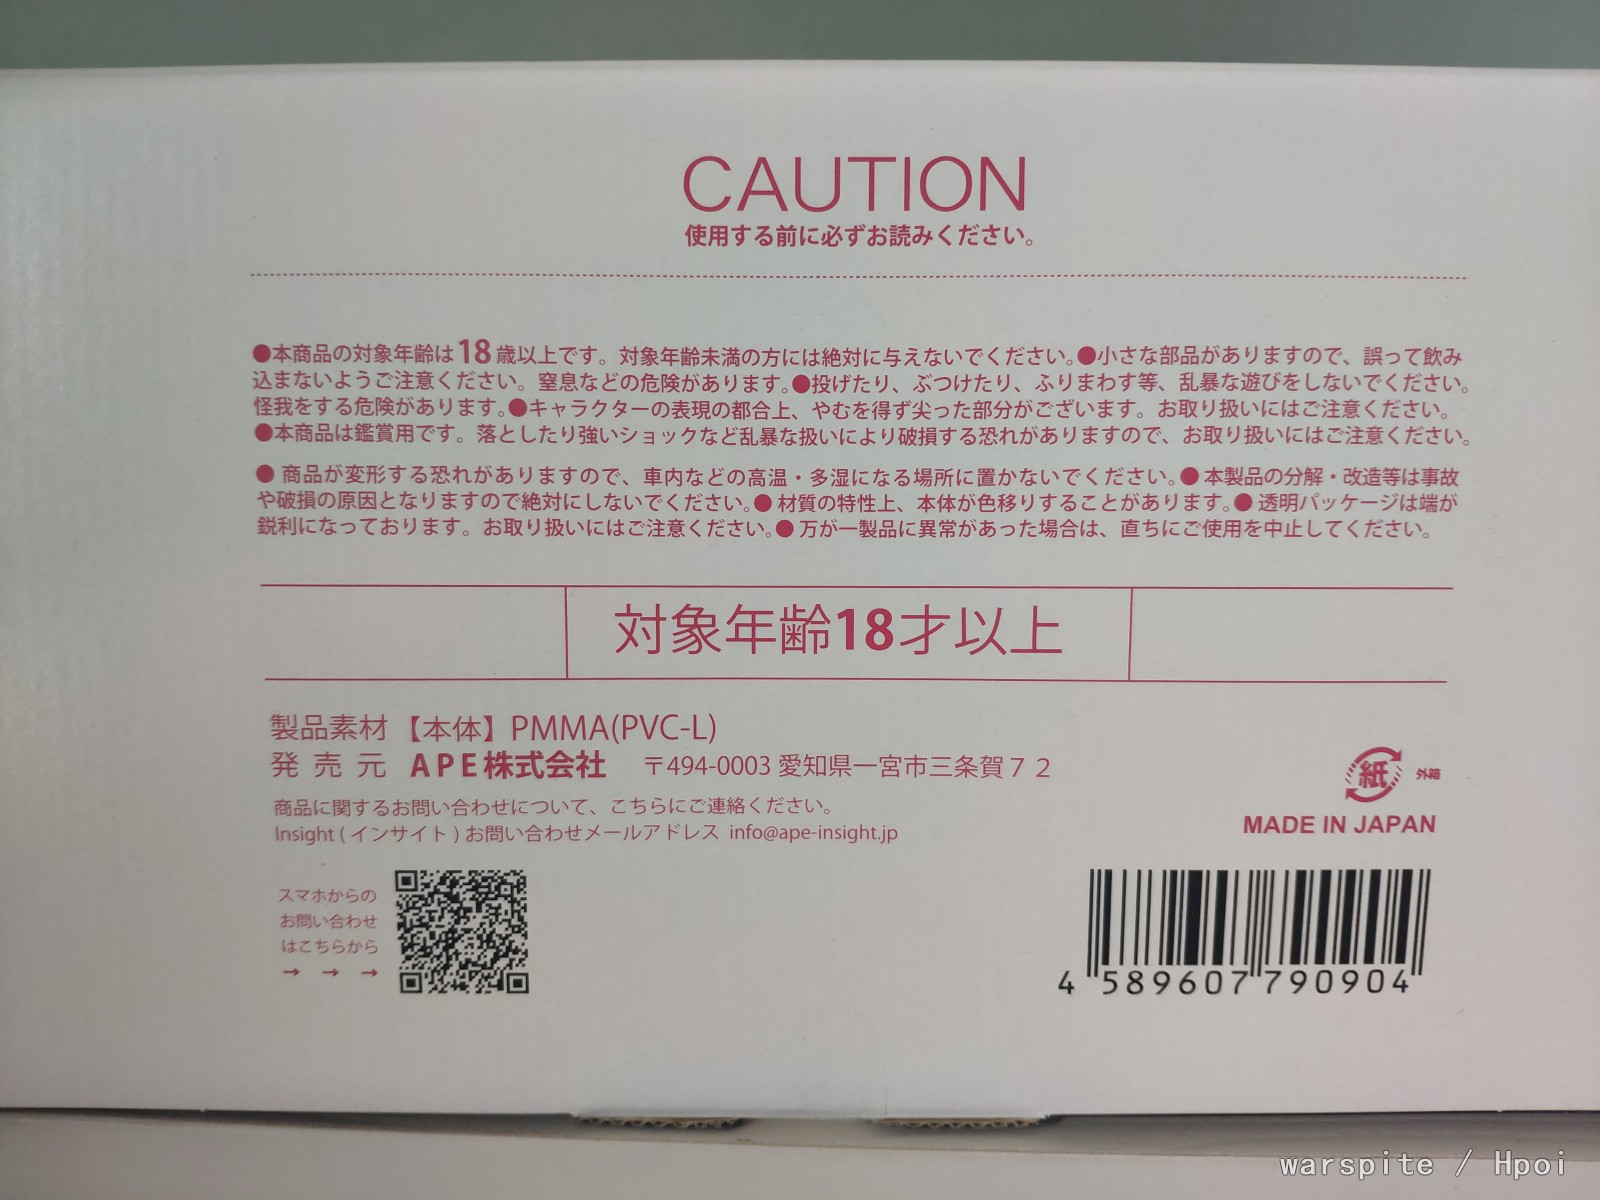 CAUTION
使用する前に必ずお読みください。
●本商品の対象年齢は18歳以上です。対象年齢未満の方には絶対に与えないでください。●小さな部品がありますので、誤って飲み
込まないようご注意ください。窒息などの危険があります。●投げたり、ぶつけたり、ふりまわす等、乱暴な遊びをしないでください。
怪我をする危険があります。●キャラクターの表現の都合上、やむを得ず尖った部分がございます。お取り扱いにはご注意ください。
●本商品は鑑賞用です。落としたり強いショックなど乱暴な扱いにより破損する恐れがありますので、お取り扱いにはご注意ください。
● 商品が変形する恐れがありますので、車内などの高温・多湿になる場所に置かないでください。● 本製品の分解・改造等は事故
や破損の原因となりますので絶対にしないでください。● 材質の特性上、本体が色移りすることがあります。● 透明パッケージは端が
鋭利になっております。お取り扱いにはご注意ください。● 万が一製品に異常があった場合は、直ちにご使用を中止してください。
対象年齢18才以上
製品素材【本体】PMMA(PVC-L)
発売元 APE株式会社 〒494-0003 愛知県一宮市三条賀７２
商品に関するお問い合わせについて、こちらにご連絡ください。
Insight ( インサイト ) お問い合わせメールアドレス info@ape-insight.jp
紙 外箱
MADE IN JAPAN
スマホからの
お問い合わせ
はこちらから
→ → →
4 589607 790904
warspite / Hpoi